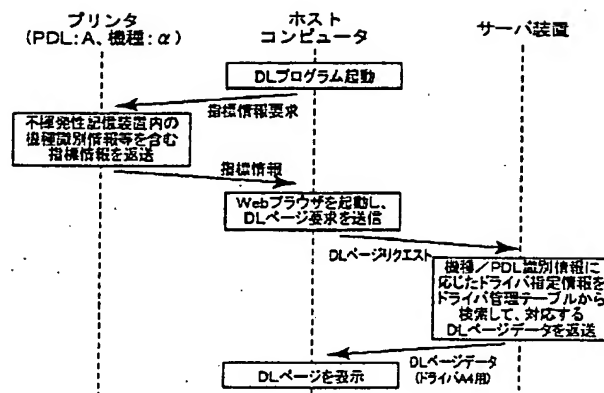 プリンタ
(PDL:A、機種:α)
ホスト
コンピュータ
サーバ装置
DLプログラム起動
指標情報要求
不揮発性記憶装置内の
機種識別情報等を含む
指標情報を返送
指標情報
Webブラウザを起動し、
DLページ要求を送信
DLページリクエスト
機種/PDL識別情報に
応じたドライバ指定情報を
ドライバ管理テーブルから
検索して、対応する
DLページデータを返送
DLページデータ
(ドライバA4用)
DLページを表示